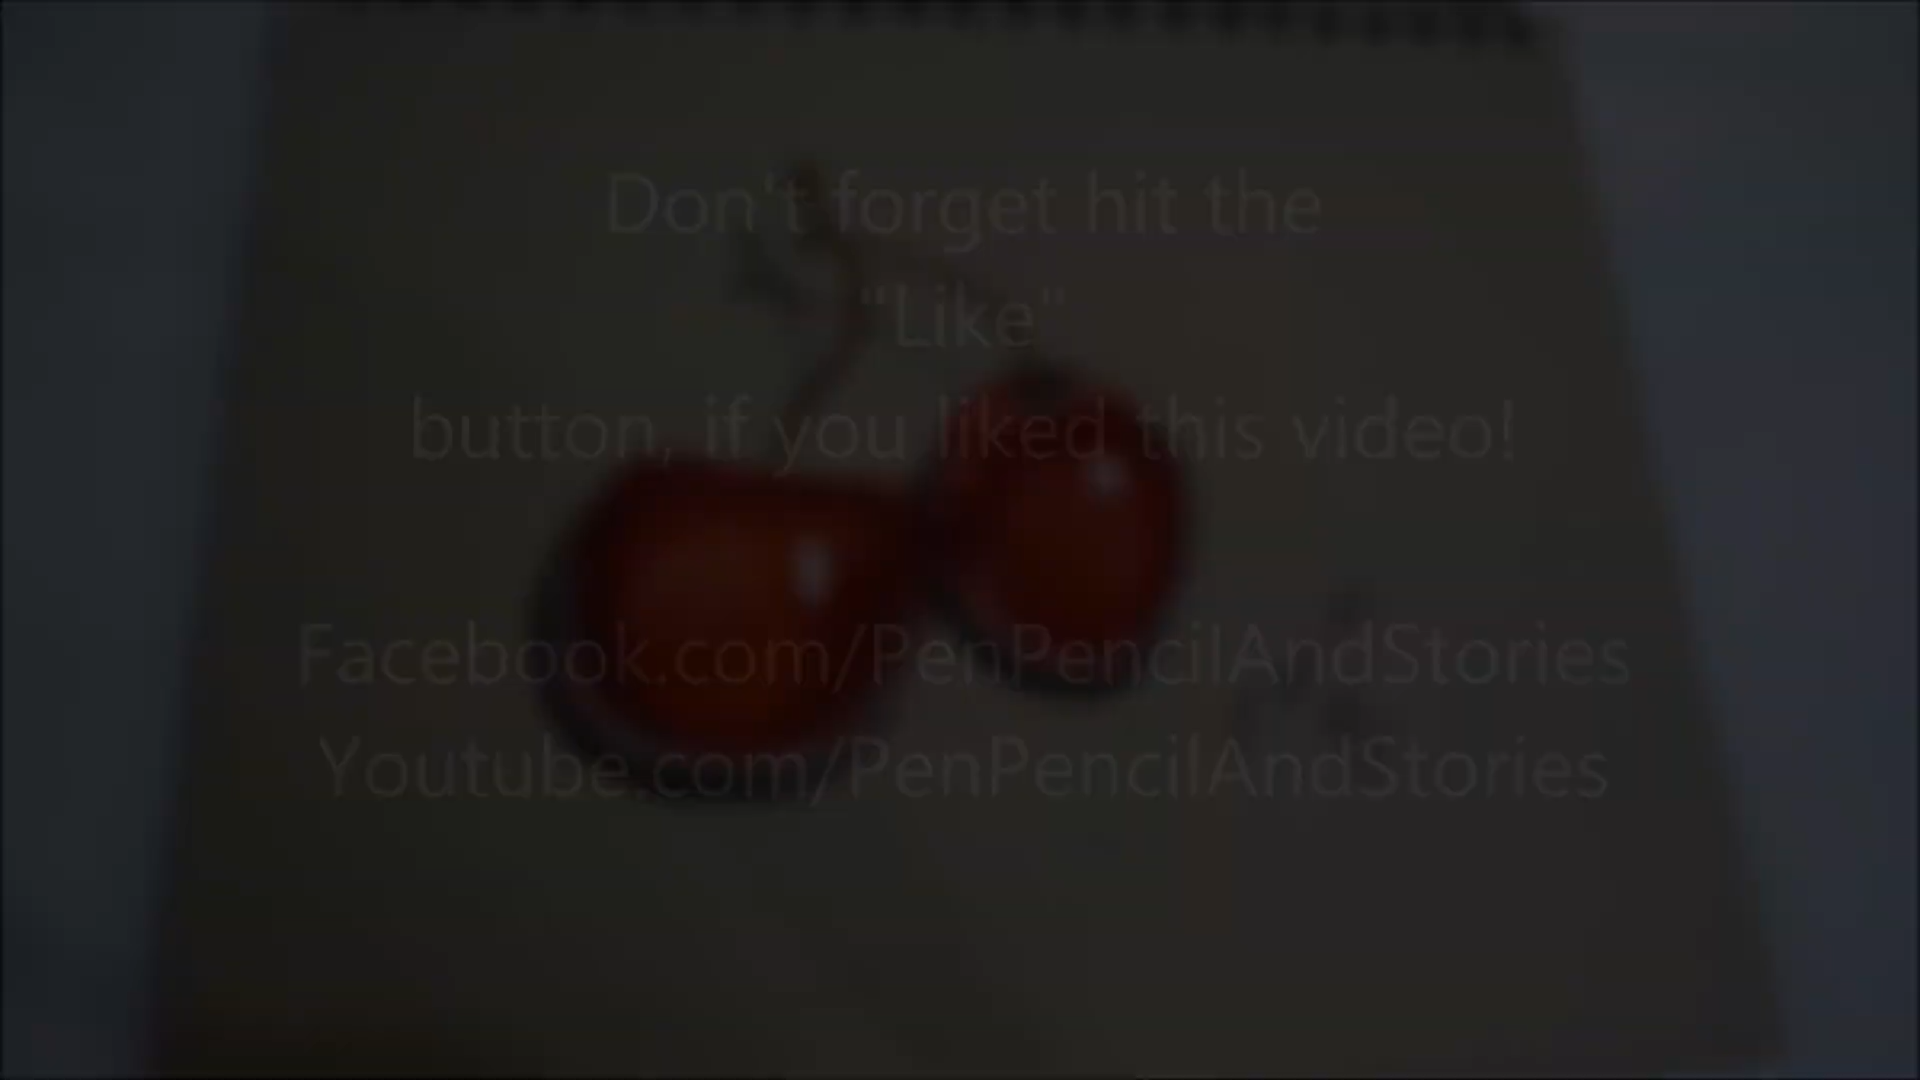 Don't forget hit the
"Like"
button, if you liked this video!
Facebook.com/PenPencilAndStories
Youtube.com/PenPencilAndStories